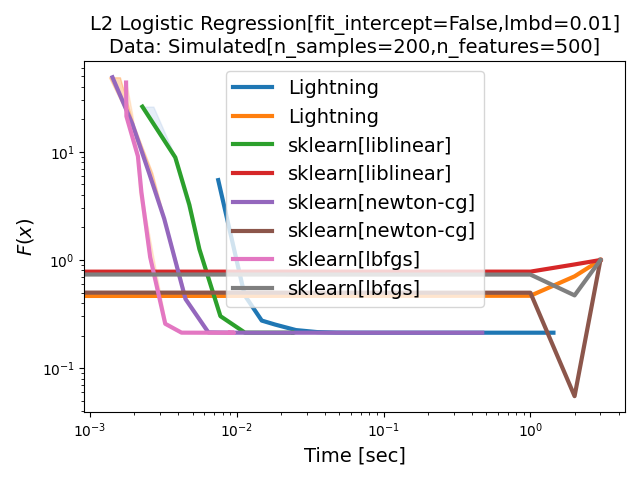 L2 Logistic Regression[fit_intercept=False,lmbd=0.01]
Data: Simulated[n_samples=200,n_features=500]
Lightning
Lightning
sklearn[liblinear]
sklearn[liblinear]
sklearn[newton-cg]
sklearn[newton-cg]
sklearn[lbfgs]
sklearn[lbfgs]
F(x)
10¹
10⁰
10⁻¹
10⁻³
10⁻²
10⁻¹
10⁰
Time [sec]